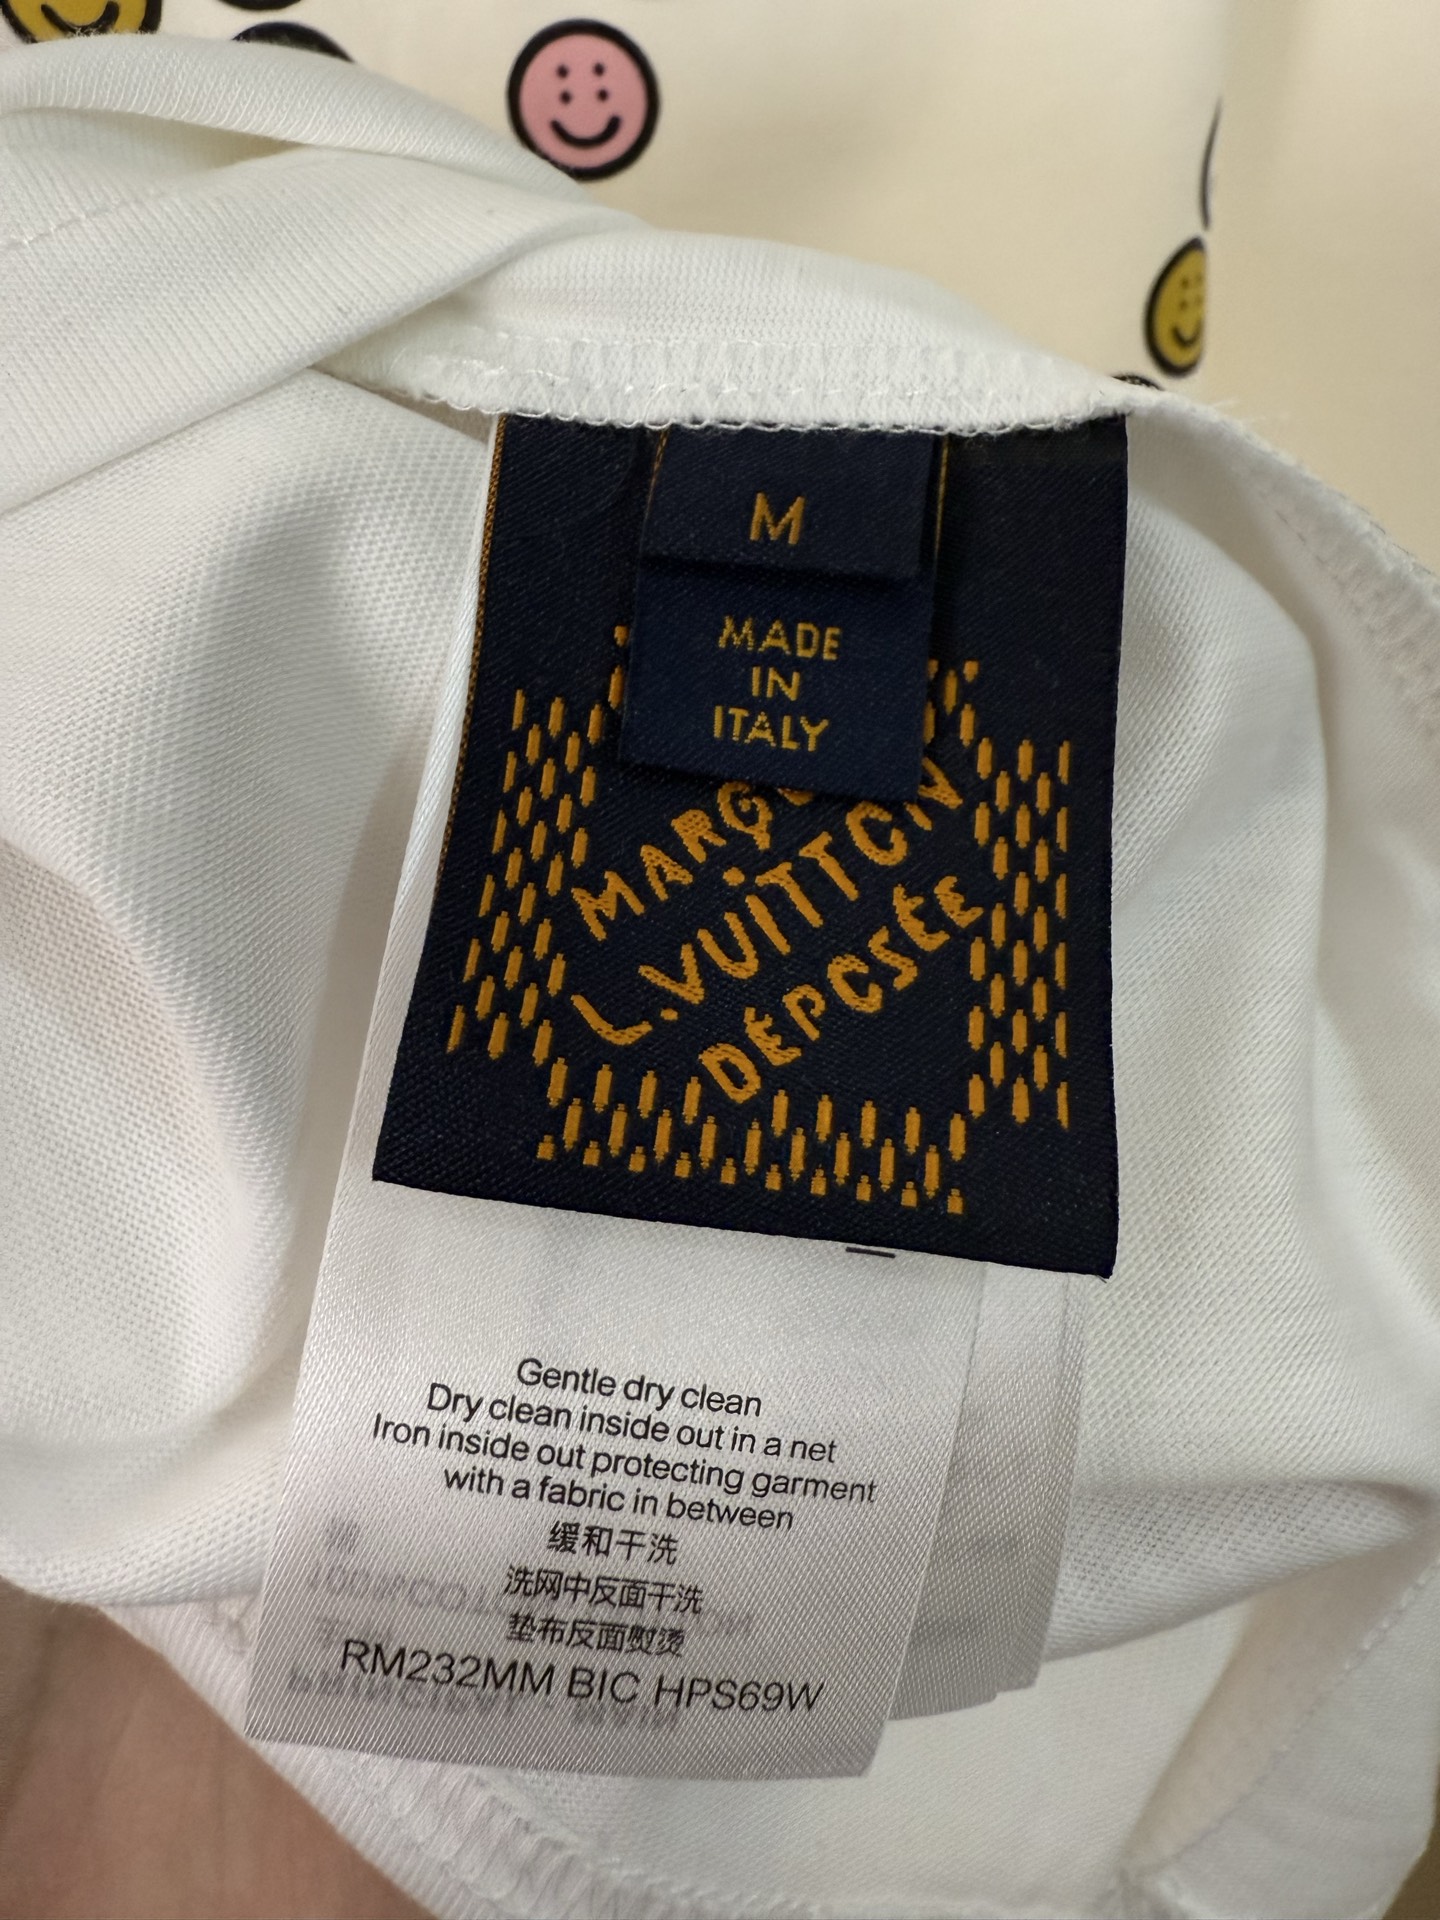 M
MADE
IN
ITALY
L.VUITTON
DÉPOSÉE
Gentle dry clean
Dry clean inside out in a net
Iron inside out protecting garment
with a fabric in between
缓和干洗
洗网中反面干洗
垫布反面熨烫
RM232MM BIC HPS69W